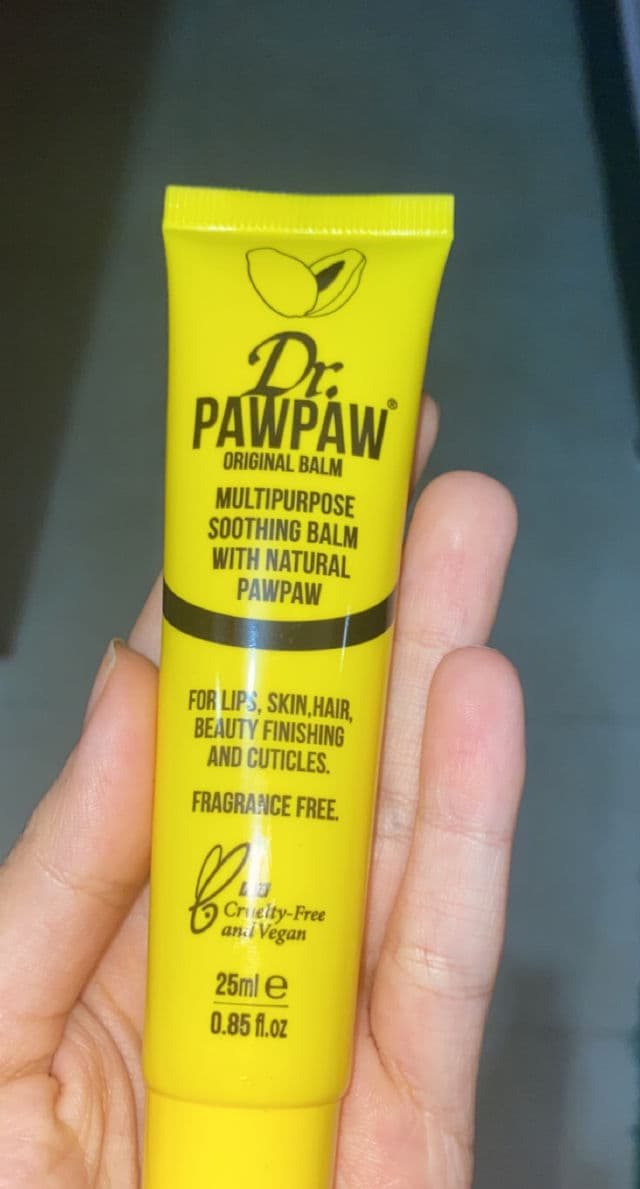 Dr.
PAWPAW®
ORIGINAL BALM
MULTIPURPOSE
SOOTHING BALM
WITH NATURAL
PAWPAW
FOR LIPS, SKIN,HAIR,
BEAUTY FINISHING
AND CUTICLES.
FRAGRANCE FREE.
Cruelty-Free
and Vegan
25ml e
0.85 fl.oz